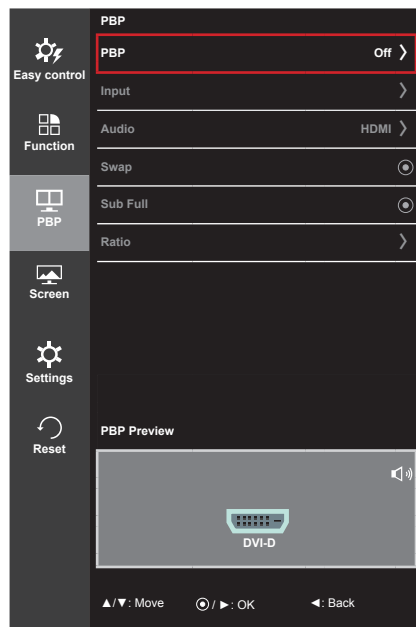 Easy control
Function
PBP
Screen
Settings
Reset
PBP
PBP Off
Input
Audio HDMI
Swap
Sub Full
Ratio
PBP Preview
DVI-D
▲/▼: Move ⦿ / ►: OK ◄: Back